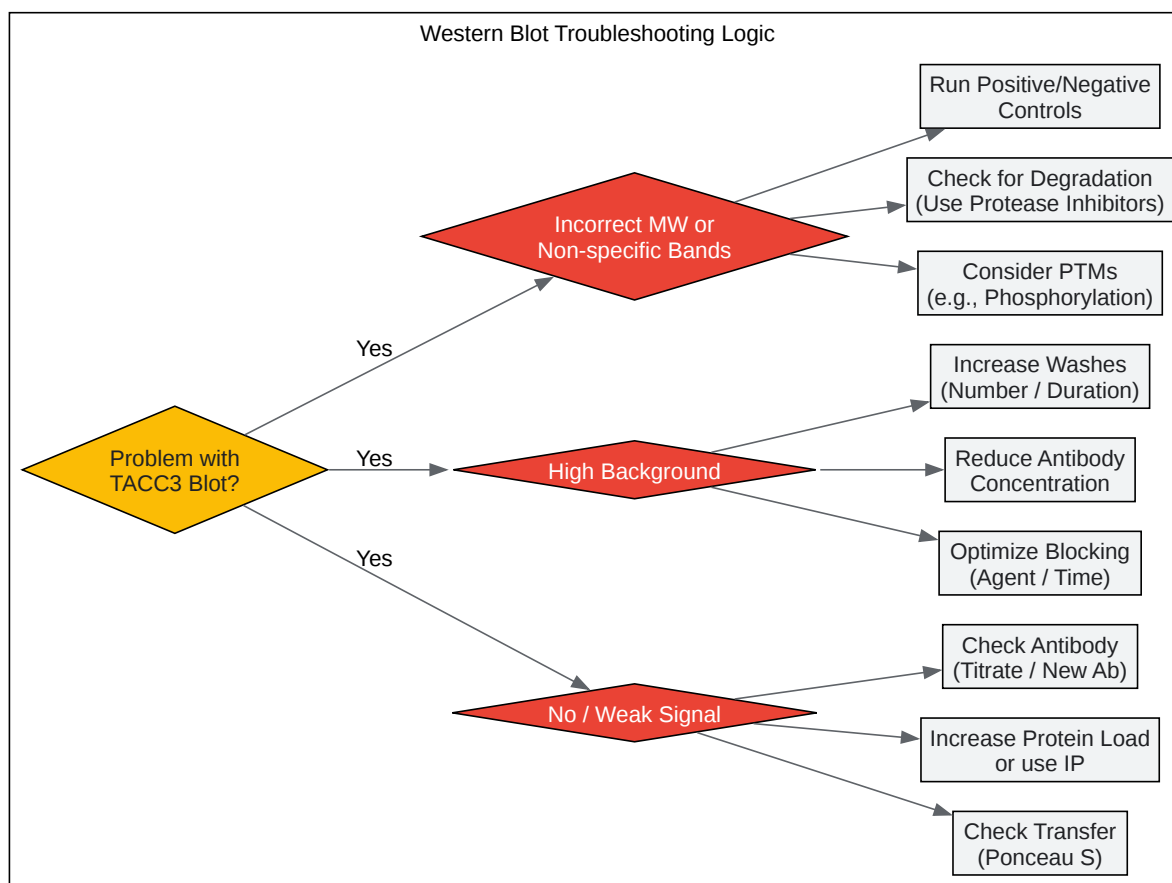 Western Blot Troubleshooting Logic
Run Positive/Negative
Controls
Check for Degradation
(Use Protease Inhibitors)
Incorrect MW or
Non-specific Bands
Consider PTMs
(e.g., Phosphorylation)
Yes
Increase Washes
(Number / Duration)
Problem with
TACC3 Blot?
Yes
High Background
Reduce Antibody
Concentration
Optimize Blocking
(Agent / Time)
Yes
Check Antibody
(Titrate / New Ab)
No / Weak Signal
Increase Protein Load
or use IP
Check Transfer
(Ponceau S)